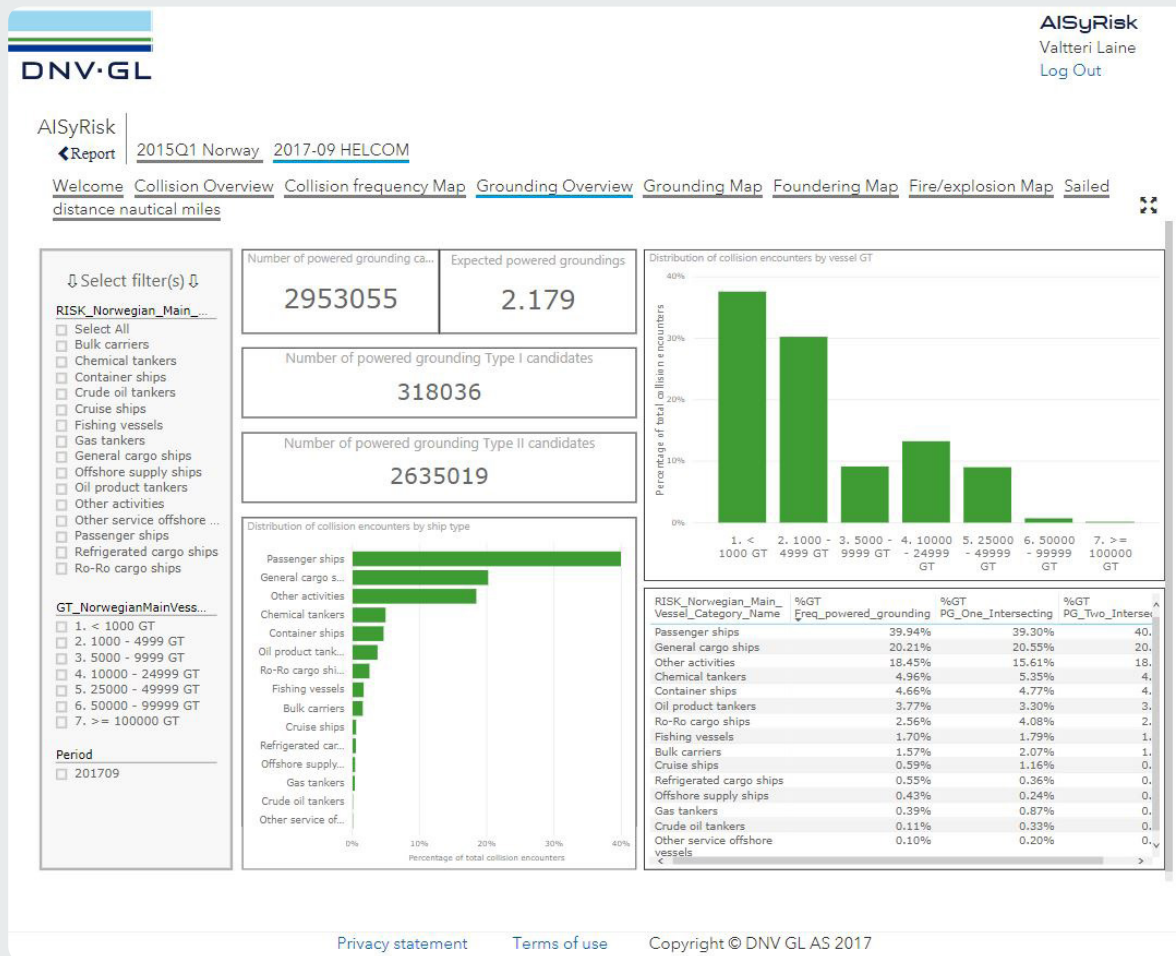 DNV·GL
AISyRisk
Valtteri Laine
Log Out
AISyRisk
Report
2015Q1 Norway 2017-09 HELCOM
Welcome Collision Overview Collision frequency Map Grounding Overview Grounding Map Foundering Map Fire/explosion Map Sailed
distance nautical miles
⇩ Select filter(s) ⇩
RISK_Norwegian_Main_...
Select All
Bulk carriers
Chemical tankers
Container ships
Crude oil tankers
Cruise ships
Fishing vessels
Gas tankers
General cargo ships
Offshore supply ships
Oil product tankers
Other activities
Other service offshore ...
Passenger ships
Refrigerated cargo ships
Ro-Ro cargo ships
GT_NorwegianMainVess...
1. < 1000 GT
2. 1000 - 4999 GT
3. 5000 - 9999 GT
4. 10000 - 24999 GT
5. 25000 - 49999 GT
6. 50000 - 99999 GT
7. >= 100000 GT
Period
201709
Number of powered grounding ca...
2953055
Expected powered groundings
2.179
Number of powered grounding Type I candidates
318036
Number of powered grounding Type II candidates
2635019
Distribution of collision encounters by ship type
Passenger ships
General cargo s...
Other activities
Chemical tankers
Container ships
Oil product tank...
Ro-Ro cargo shi...
Fishing vessels
Bulk carriers
Cruise ships
Refrigerated car...
Offshore supply...
Gas tankers
Crude oil tankers
Other service of...
0% 10% 20% 30% 40%
Percentage of total collision encounters
Distribution of collision encounters by vessel GT
Percentage of total collision encounters
40%
30%
20%
10%
0%
1. < 2. 1000 - 3. 5000 - 4. 10000 5. 25000 6. 50000 7. >=
1000 GT 4999 GT 9999 GT - 24999 - 49999 - 99999 100000
GT GT GT GT
RISK_Norwegian_Main_ %GT %GT %GT
Vessel_Category_Name Freq_powered_grounding PG_One_Intersecting PG_Two_Intersec
Passenger ships 39.94% 39.30% 40.
General cargo ships 20.21% 20.55% 20.
Other activities 18.45% 15.61% 18.
Chemical tankers 4.96% 5.35% 4.
Container ships 4.66% 4.77% 4.
Oil product tankers 3.77% 3.30% 3.
Ro-Ro cargo ships 2.56% 4.08% 2.
Fishing vessels 1.70% 1.79% 1.
Bulk carriers 1.57% 2.07% 1.
Cruise ships 0.59% 1.16% 0.
Refrigerated cargo ships 0.55% 0.36% 0.
Offshore supply ships 0.43% 0.24% 0.
Gas tankers 0.39% 0.87% 0.
Crude oil tankers 0.11% 0.33% 0.
Other service offshore 0.10% 0.20% 0.
vessels
Privacy statement Terms of use Copyright © DNV GL AS 2017